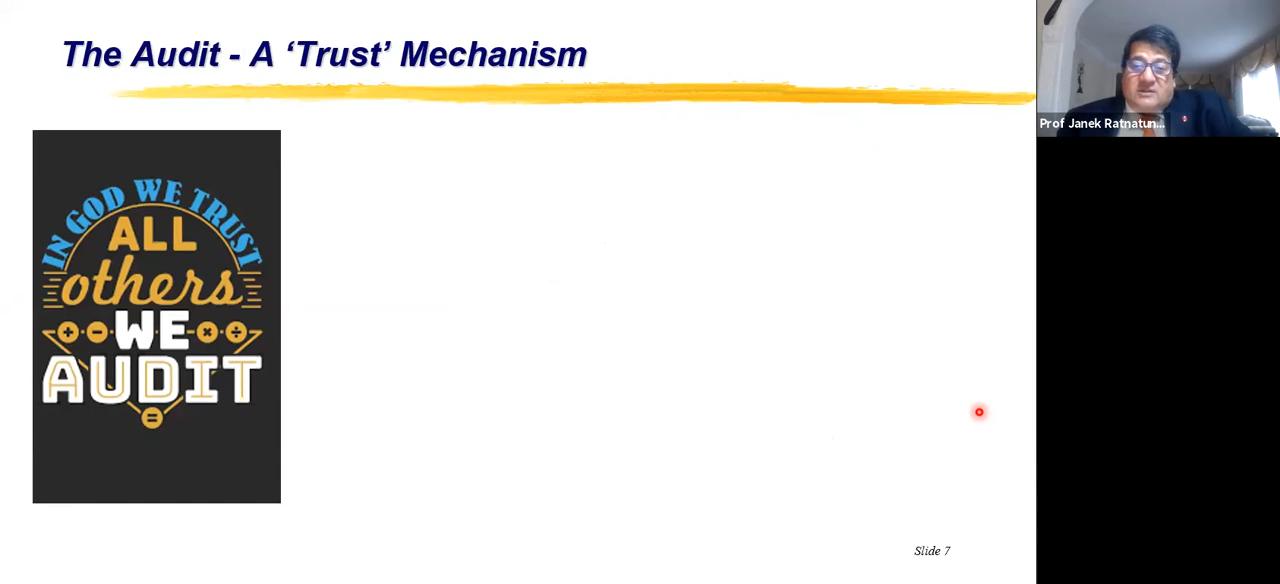 The Audit - A ‘Trust’ Mechanism
IN GOD WE TRUST
ALL
others
WE
AUDIT
Prof Janek Ratnatun...
Slide 7